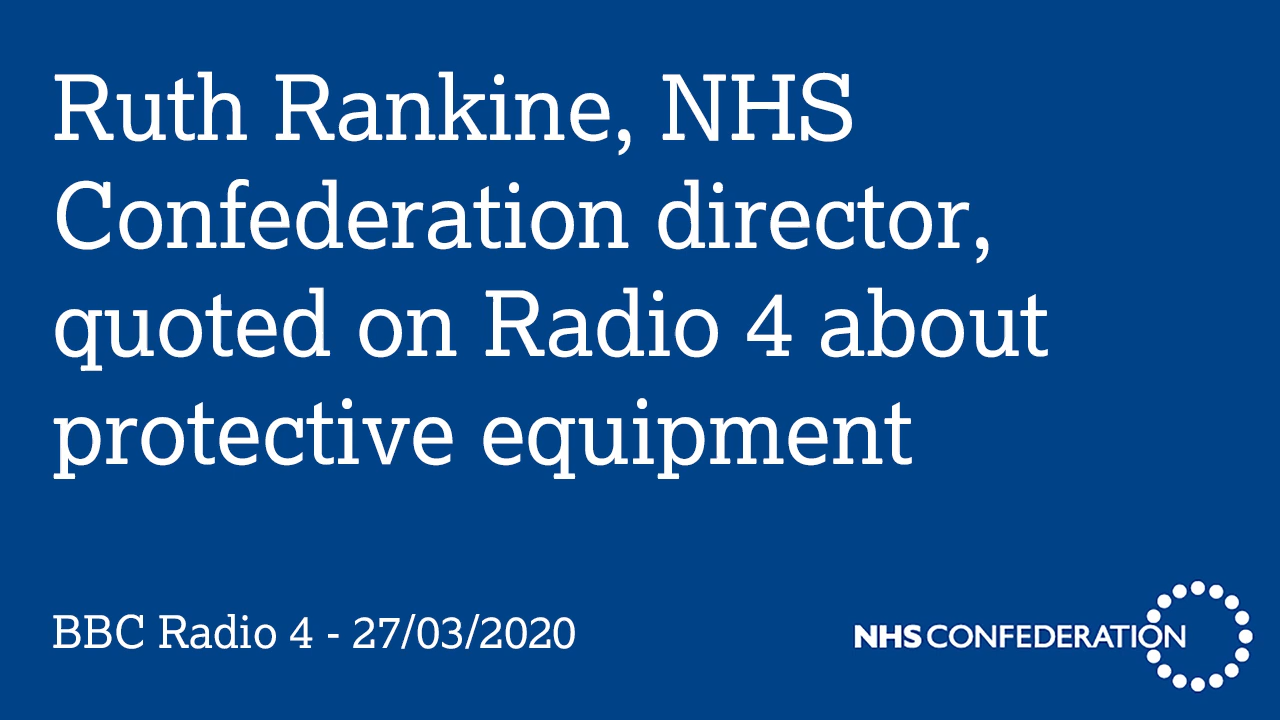 Ruth Rankine, NHS
Confederation director,
quoted on Radio 4 about
protective equipment
BBC Radio 4 - 27/03/2020
NHS CONFEDERATION